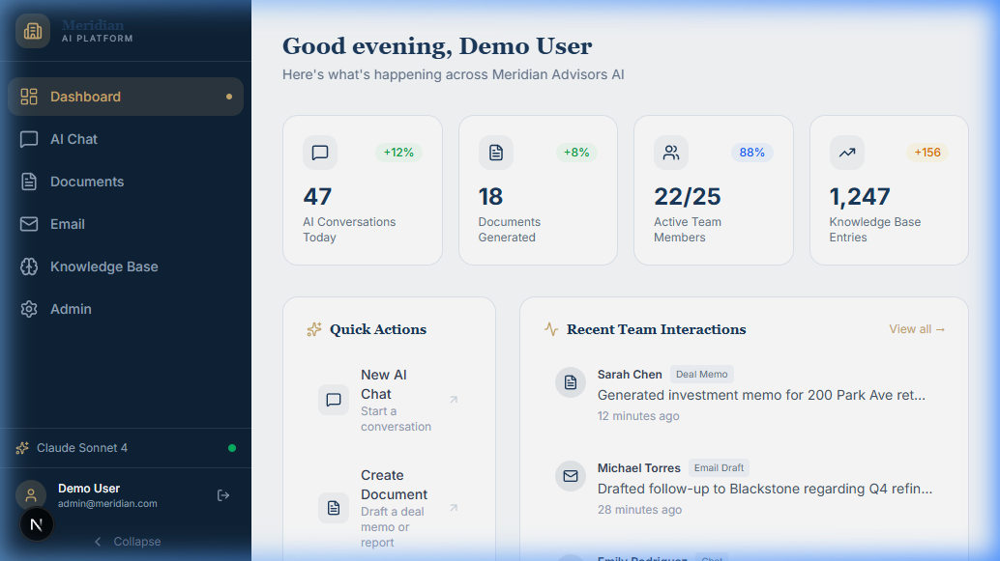 Meridian
AI PLATFORM
Dashboard
AI Chat
Documents
Email
Knowledge Base
Admin
Claude Sonnet 4
Demo User
admin@meridian.com
N
Collapse
Good evening, Demo User
Here's what's happening across Meridian Advisors AI
+12%
47
AI Conversations
Today
+8%
18
Documents
Generated
88%
22/25
Active Team
Members
+156
1,247
Knowledge Base
Entries
Quick Actions
New AI
Chat
Start a
conversation
Create
Document
Draft a deal
memo or
report
Recent Team Interactions
View all →
Sarah Chen Deal Memo
Generated investment memo for 200 Park Ave ret...
12 minutes ago
Michael Torres Email Draft
Drafted follow-up to Blackstone regarding Q4 refin...
28 minutes ago
Emily Rodriguez Chat